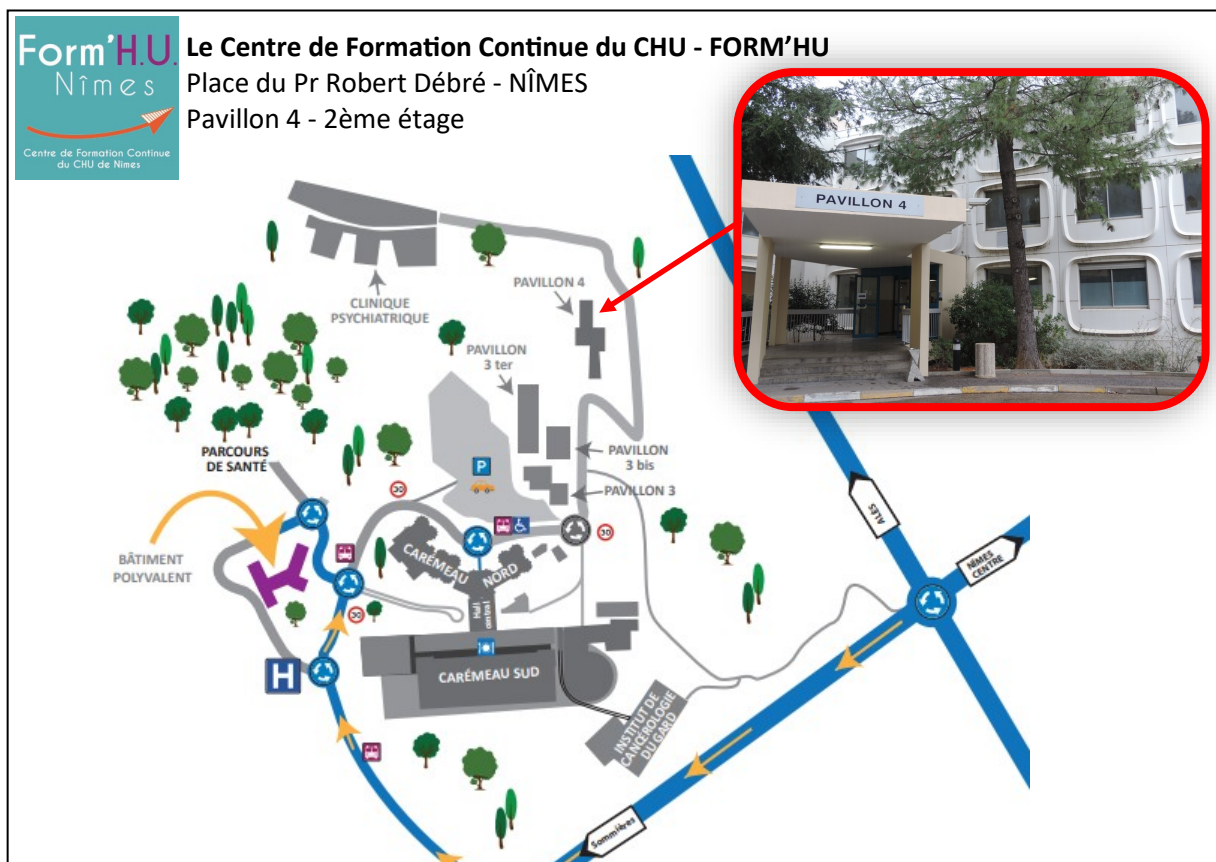 Form'H.U.
Nîmes
Centre de Formation Continue
du CHU de Nîmes
Le Centre de Formation Continue du CHU - FORM'HU
Place du Pr Robert Débré - NÎMES
Pavillon 4 - 2ème étage
PAVILLON 4
CLINIQUE
PSYCHIATRIQUE
PAVILLON 4
PAVILLON
3 ter
PARCOURS
DE SANTÉ
P
PAVILLON
3 bis
PAVILLON 3
30
30
30
BÂTIMENT
POLYVALENT
CARÉMEAU
NORD
Hall
central
H
CARÉMEAU SUD
INSTITUT DE
CANCÉROLOGIE
DU GARD
ALÈS
NÎMES
CENTRE
Sommières